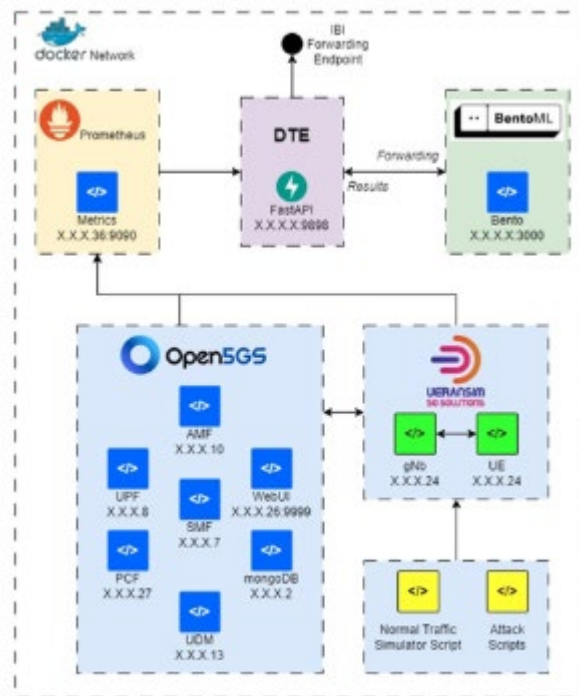 docker Network
IBI
Forwarding
Endpoint
Prometheus
Metrics
X.X.X.36:9090
DTE
FastAPI
X.X.X.X:9898
Forwarding
Results
BentoML
Bento
X.X.X.X:3000
Open5GS
AMF
X.X.X.10
UPF
X.X.X.8
WebUI
X.X.X.26:9999
SMF
X.X.X.7
PCF
X.X.X.27
mongoDB
X.X.X.2
UDM
X.X.X.13
UERANSIM
5G SOLUTIONS
gNb
X.X.X.24
UE
X.X.X.24
Normal Traffic
Simulator Script
Attack
Scripts